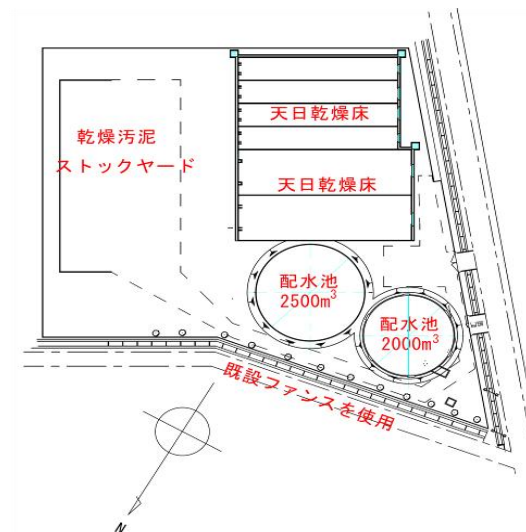 天日乾燥床
乾燥汚泥
ストックヤード
天日乾燥床
配水池
2500m³
配水池
2000m³
既設ファンスを使用
N